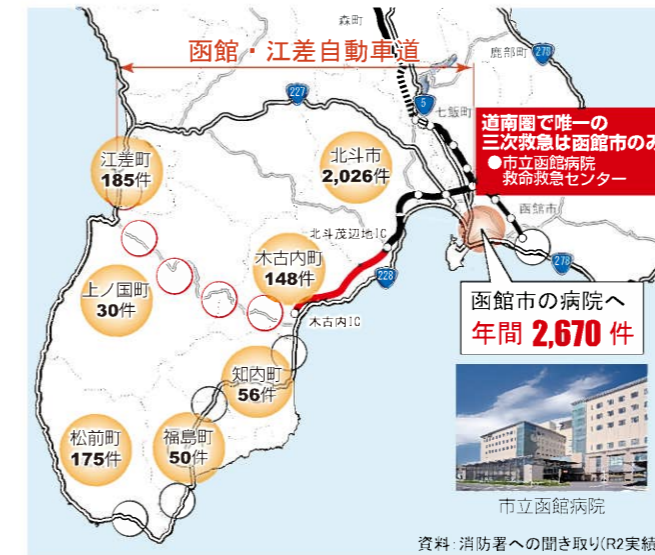 森町
鹿部町
278
函館・江差自動車道
227
5
七飯町
道南圏で唯一の
三次救急は函館市のみ
●市立函館病院
救命救急センター
江差町
185件
北斗市
2,026件
函館市
北斗茂辺地IC
278
木古内町
148件
228
上ノ国町
30件
函館市の病院へ
年間 2,670 件
木古内IC
知内町
56件
松前町
175件
福島町
50件
市立函館病院
資料:消防署への聞き取り(R2実績